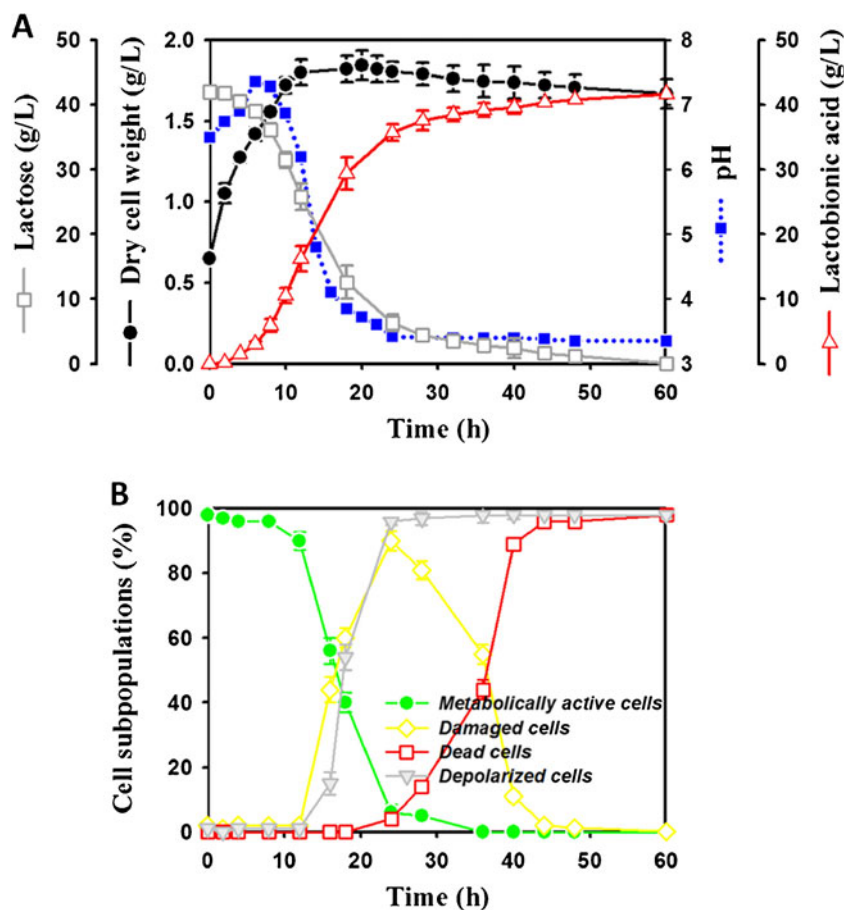 A
Lactose (g/L)
50
40
30
20
10
0
Dry cell weight (g/L)
2.0
1.5
1.0
0.5
0.0
8
7
6
5
4
3
pH
50
40
30
20
10
0
Lactobionic acid (g/L)
0 10 20 30 40 50 60
Time (h)
B
Cell subpopulations (%)
100
80
60
40
20
0
Metabolically active cells
Damaged cells
Dead cells
Depolarized cells
0 10 20 30 40 50 60
Time (h)